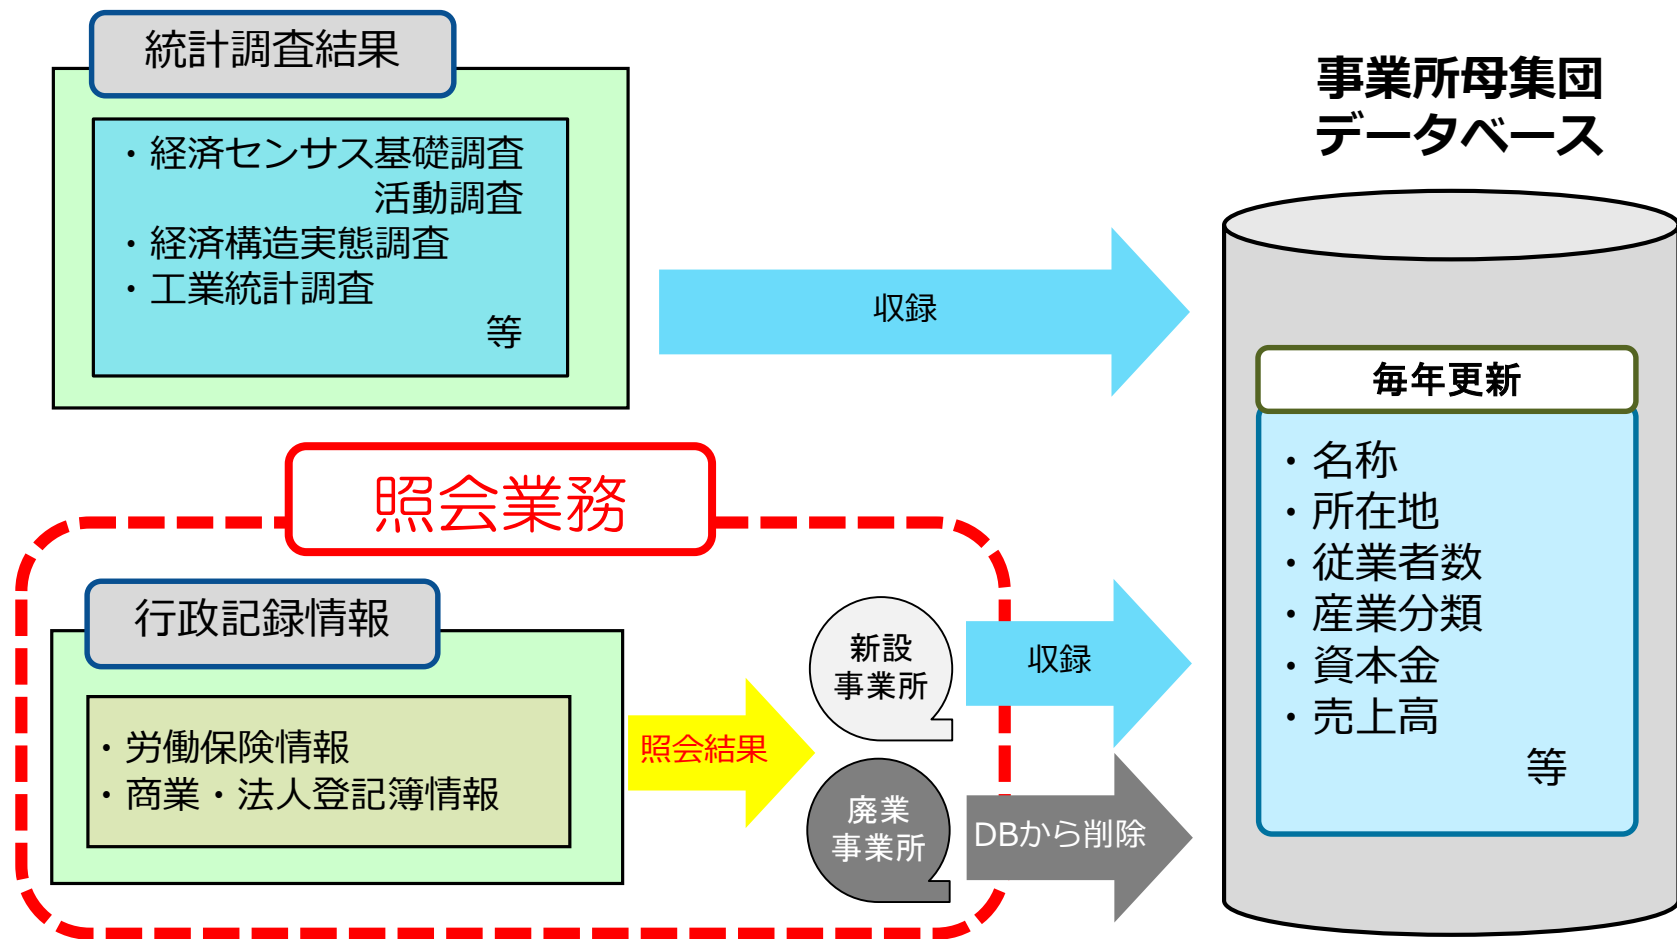 統計調査結果
・経済センサス基礎調査
活動調査
・経済構造実態調査
・工業統計調査
等
収録
事業所母集団
データベース
毎年更新
・名称
・所在地
・従業者数
・産業分類
・資本金
・売上高
等
照会業務
行政記録情報
・労働保険情報
・商業・法人登記簿情報
照会結果
新設
事業所
収録
廃業
事業所
DBから削除